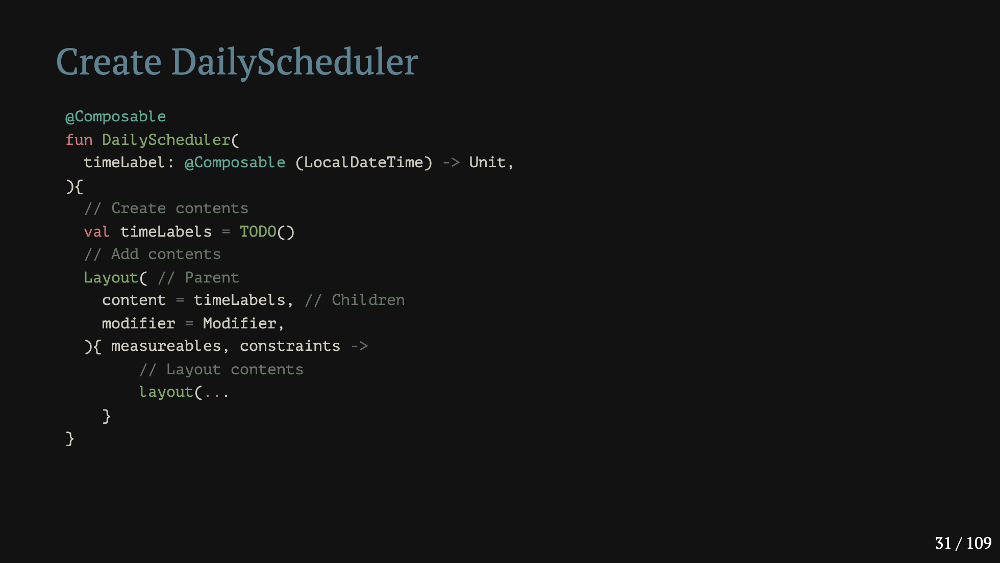 Create DailyScheduler
@Composable
fun DailyScheduler(
  timeLabel: @Composable (LocalDateTime) -> Unit,
){
  // Create contents
  val timeLabels = TODO()
  // Add contents
  Layout( // Parent
    content = timeLabels, // Children
    modifier = Modifier,
  ){ measureables, constraints ->
        // Layout contents
        layout(...
    }
}
31 / 109